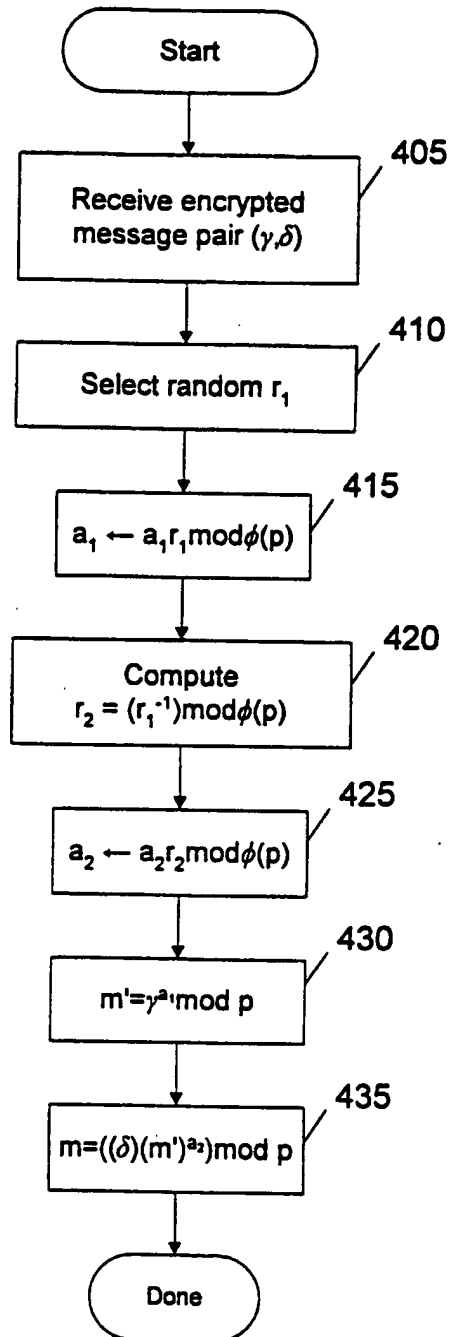 Start
405
Receive encrypted
message pair (γ,δ)
410
Select random r₁
415
a₁ ← a₁r₁modϕ(p)
420
Compute
r₂ = (r₁⁻¹)modϕ(p)
425
a₂ ← a₂r₂modϕ(p)
430
m'=γ^a₁mod p
435
m=((δ)(m')^a₂)mod p
Done